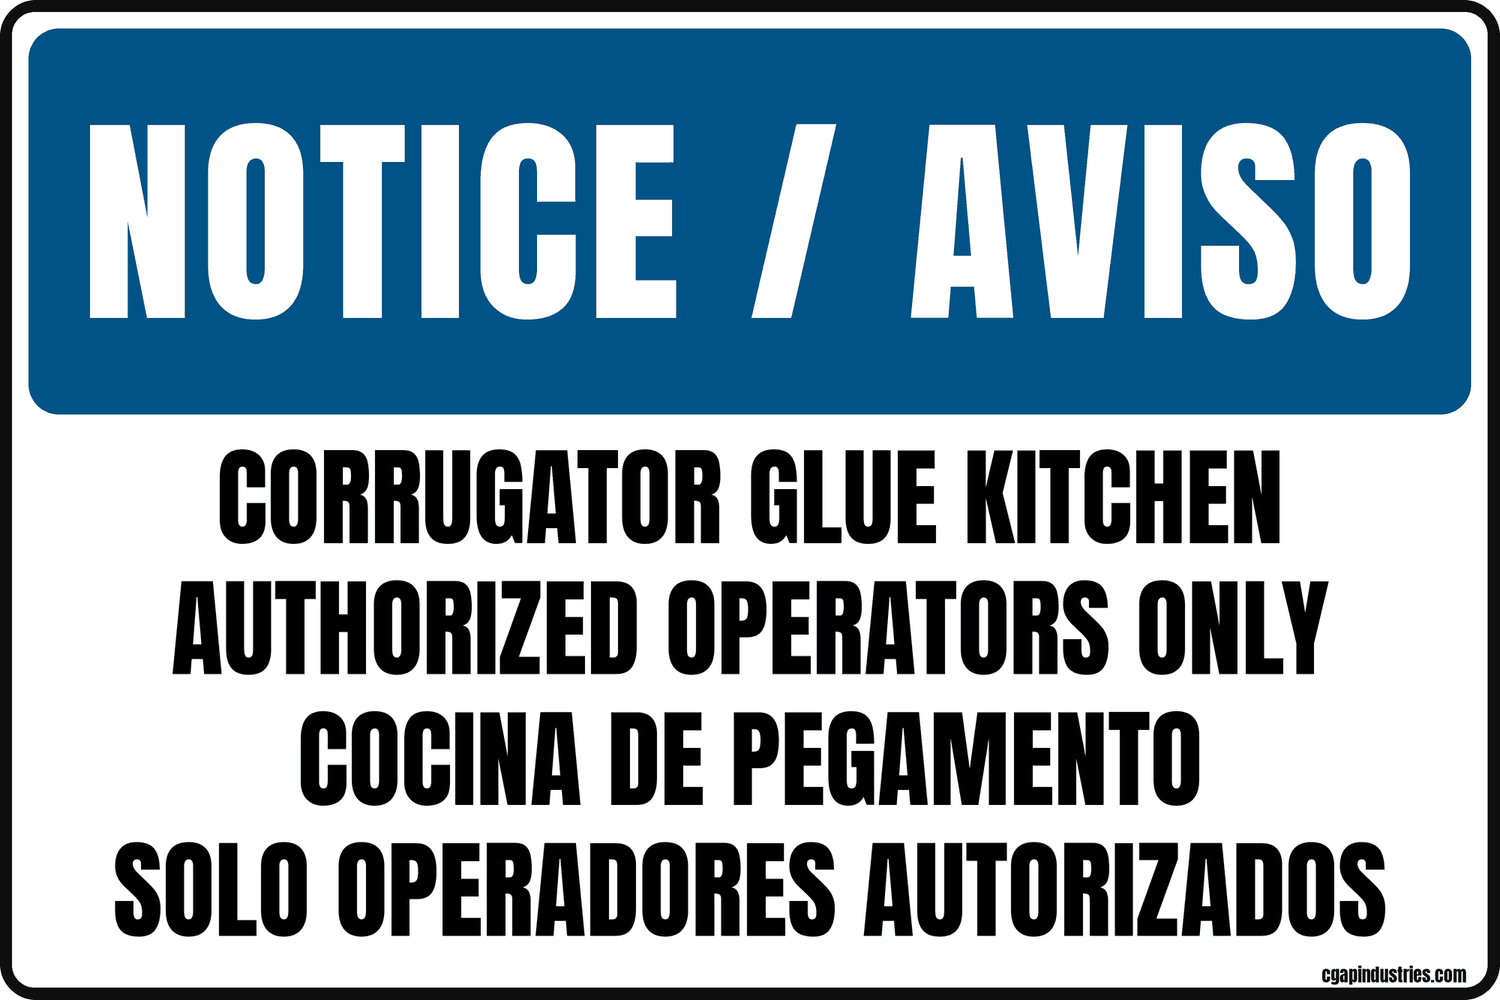 NOTICE / AVISO
CORRUGATOR GLUE KITCHEN
AUTHORIZED OPERATORS ONLY
COCINA DE PEGAMENTO
SOLO OPERADORES AUTORIZADOS
cgapindustries.com